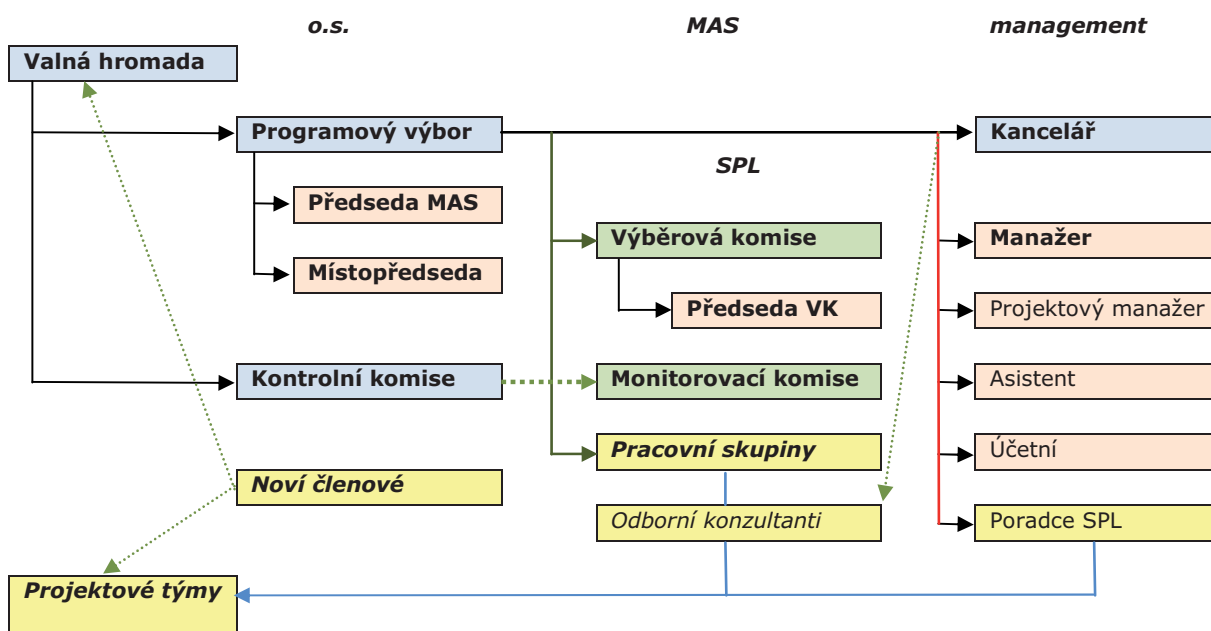 o.s.
MAS
management
Valná hromada
Programový výbor
Kancelář
SPL
Předseda MAS
Výběrová komise
Manažer
Místopředseda
Předseda VK
Projektový manažer
Kontrolní komise
Monitorovací komise
Asistent
Pracovní skupiny
Účetní
Noví členové
Odborní konzultanti
Poradce SPL
Projektové týmy